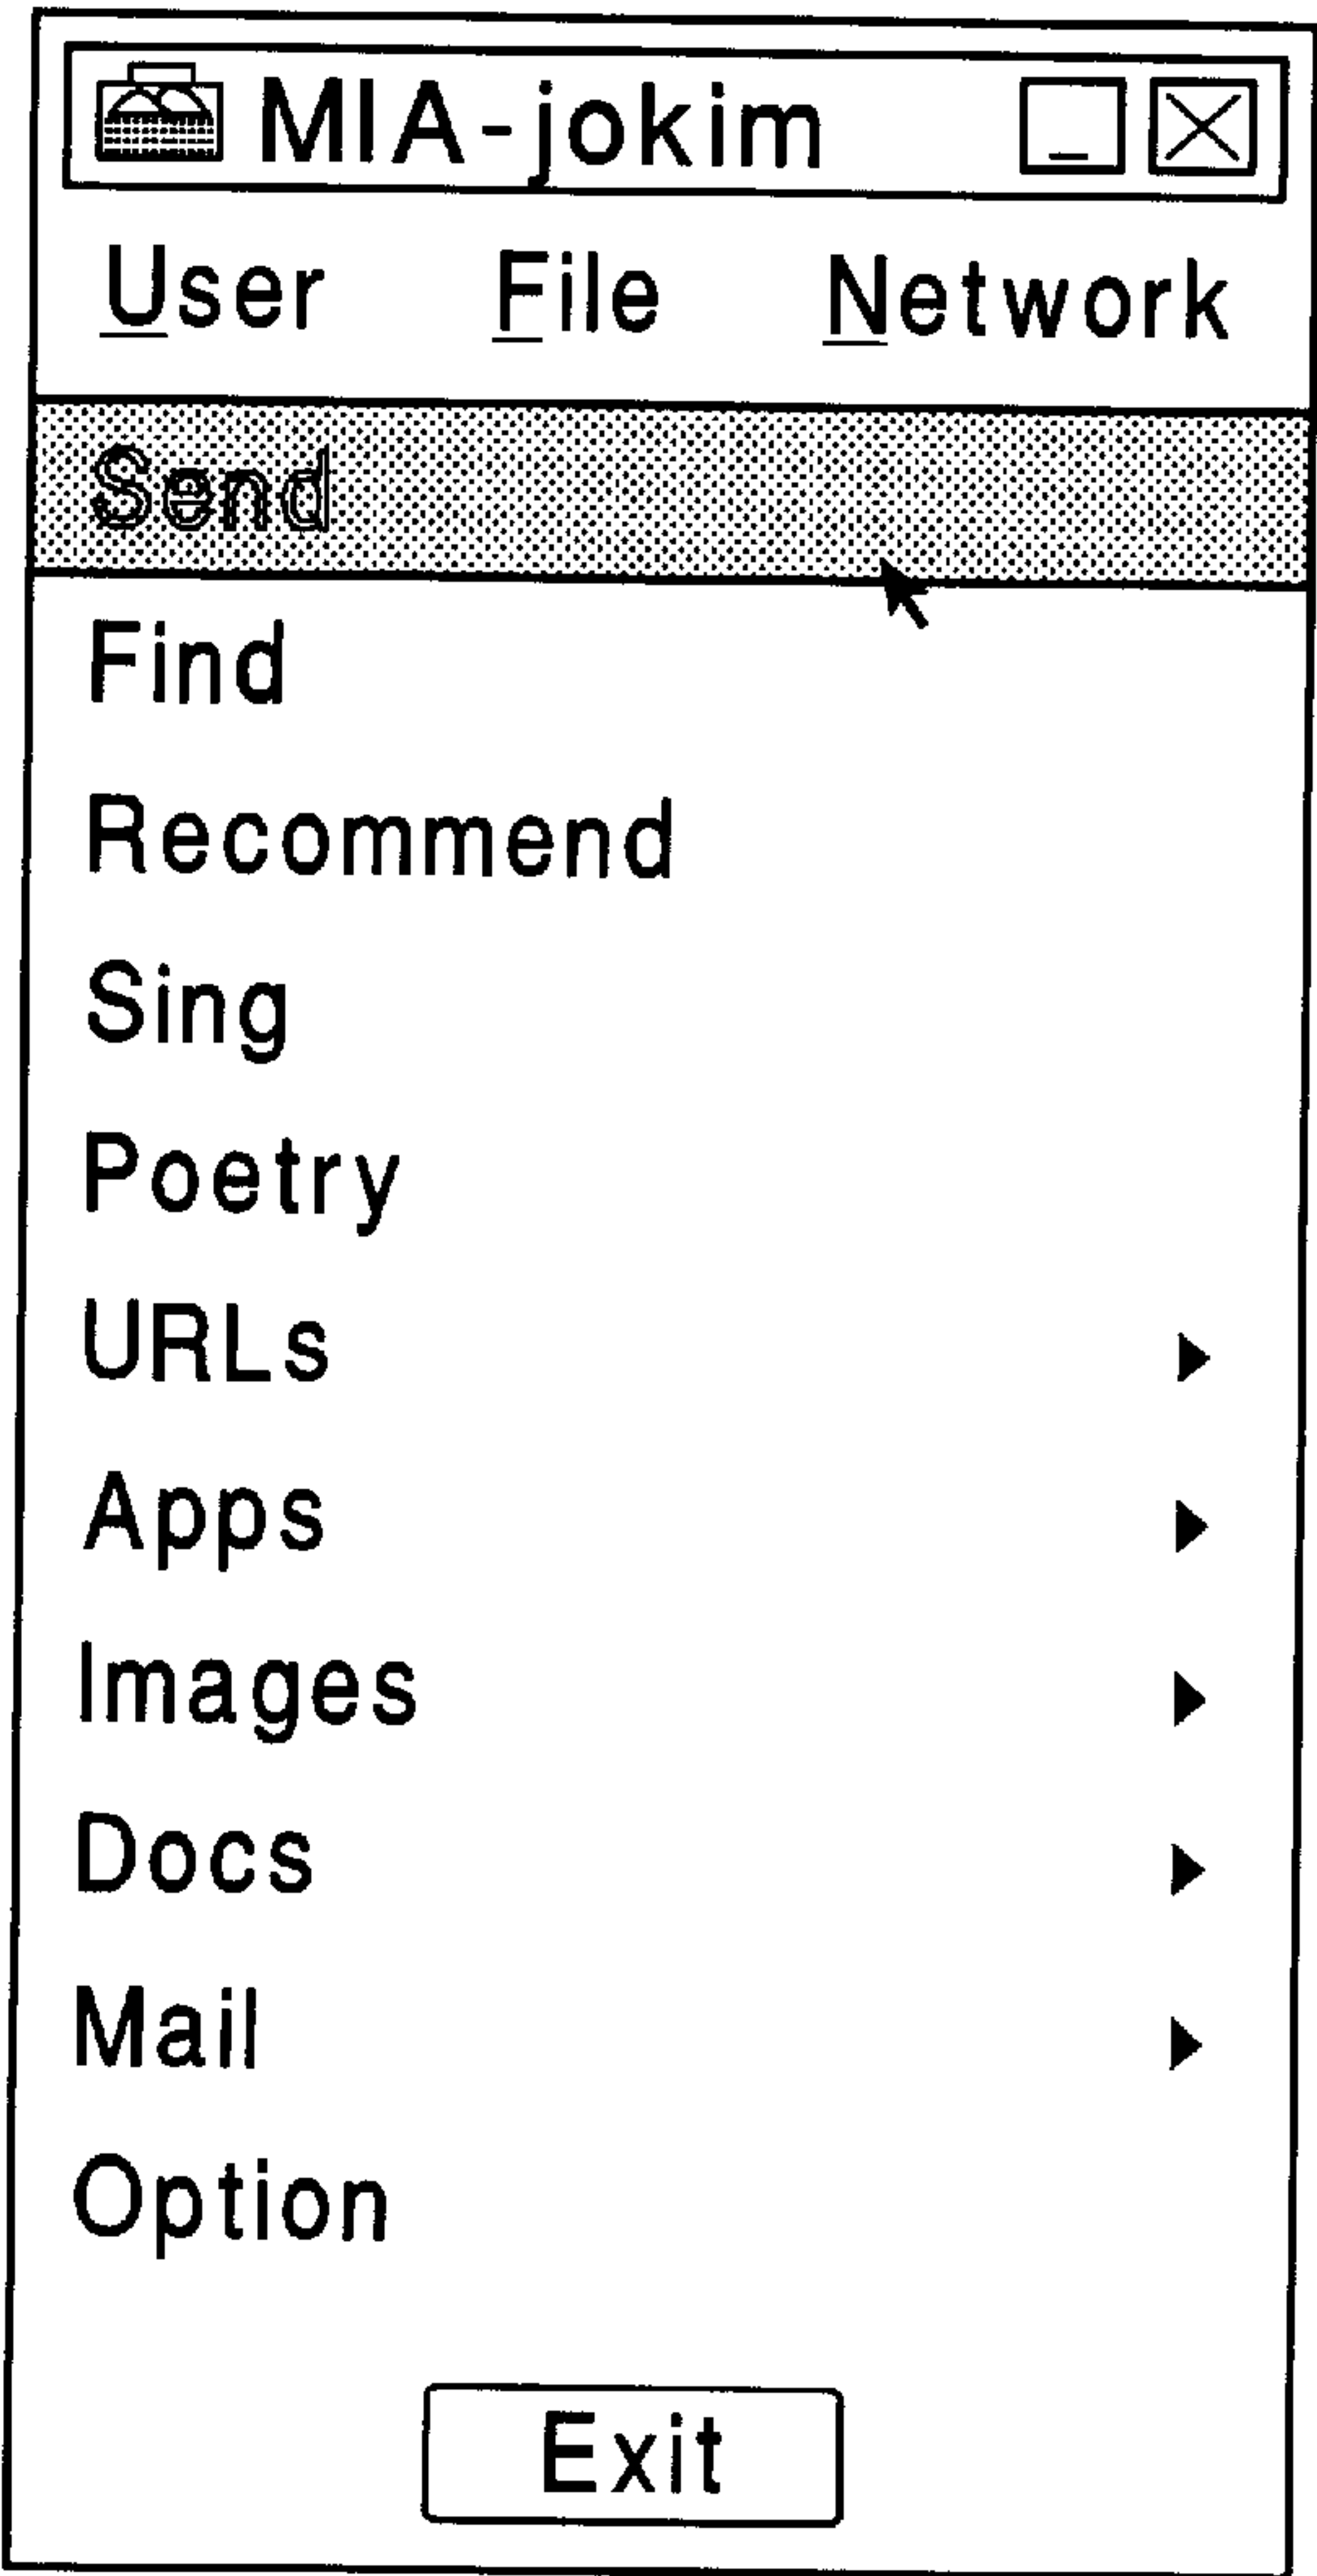 MIA-jokim
User File Network
Send
Find
Recommend
Sing
Poetry
URLs
Apps
Images
Docs
Mail
Option
Exit